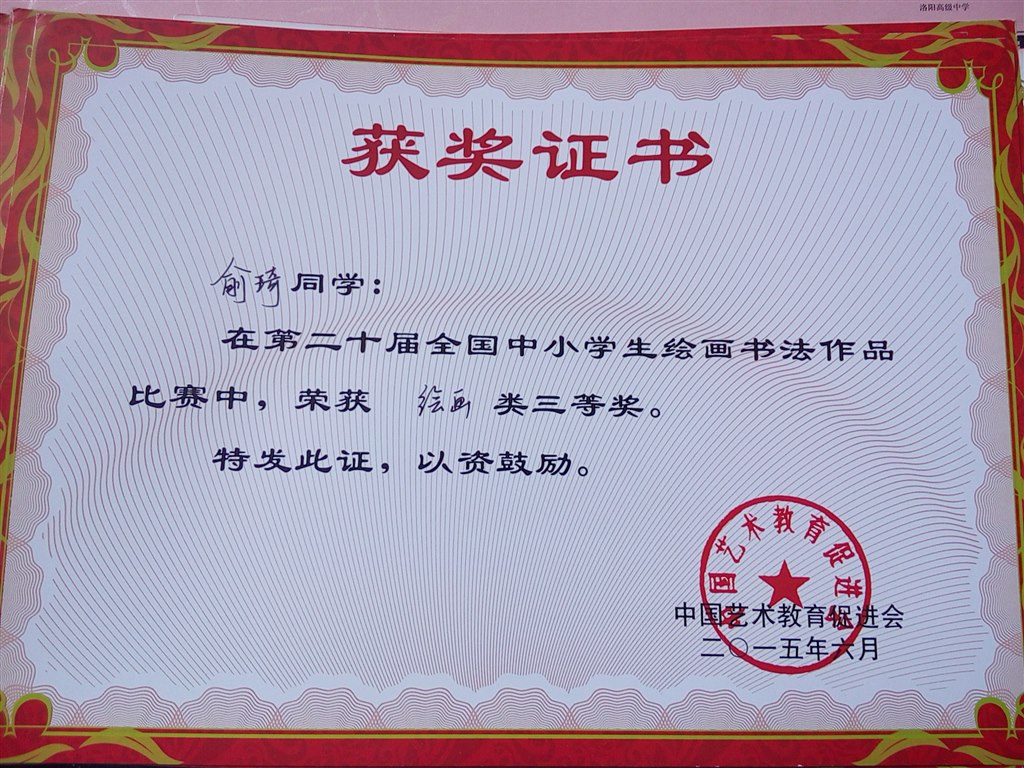 洛阳高级中学
获奖证书
俞琦同学：
在第二十届全国中小学生绘画书法作品
比赛中，荣获 绘画 类三等奖。
特发此证，以资鼓励。
中国艺术教育促进会
中国艺术教育促进会
二〇一五年六月